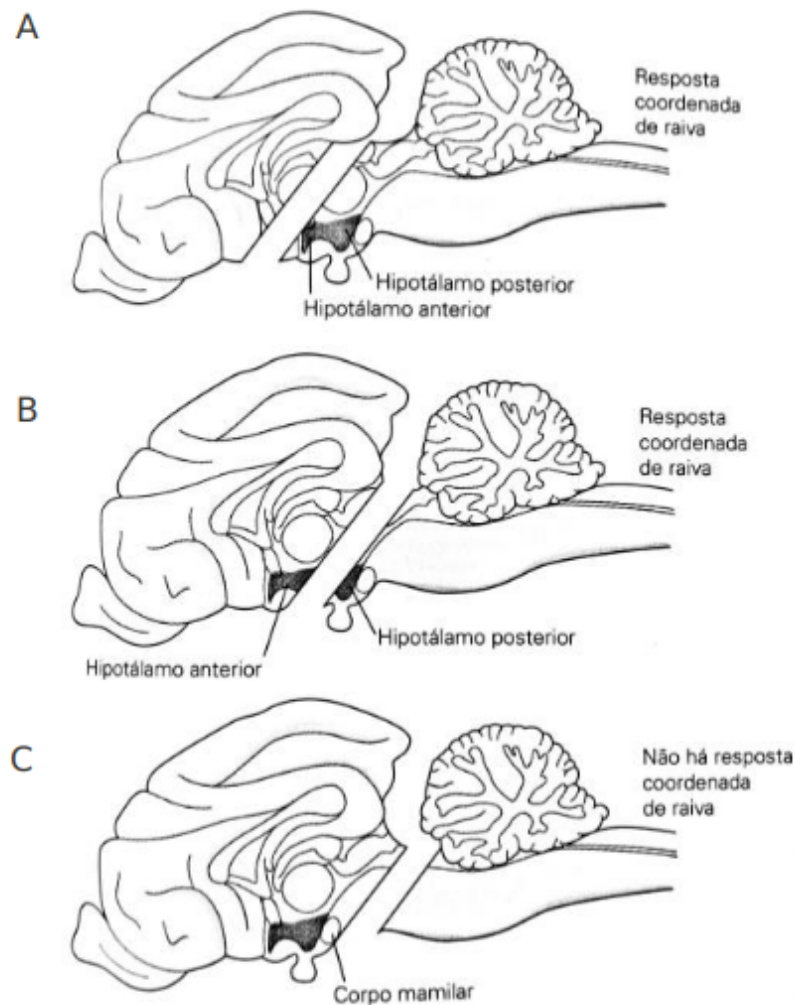 A
Resposta
coordenada
de raiva
Hipotálamo posterior
Hipotálamo anterior
B
Resposta
coordenada
de raiva
Hipotálamo posterior
Hipotálamo anterior
C
Não há resposta
coordenada
de raiva
Corpo mamilar